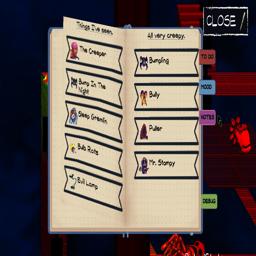 CLOSE /
Things I've seen.
The Creeper
Bump In The
Night
Sleep Gremlin
Bulb Rats
Evil Lamp
All very creepy.
Bumpling
Bully
Puller
Mr. Stompy
TO DO
MOOD
NOTES
DEBUG